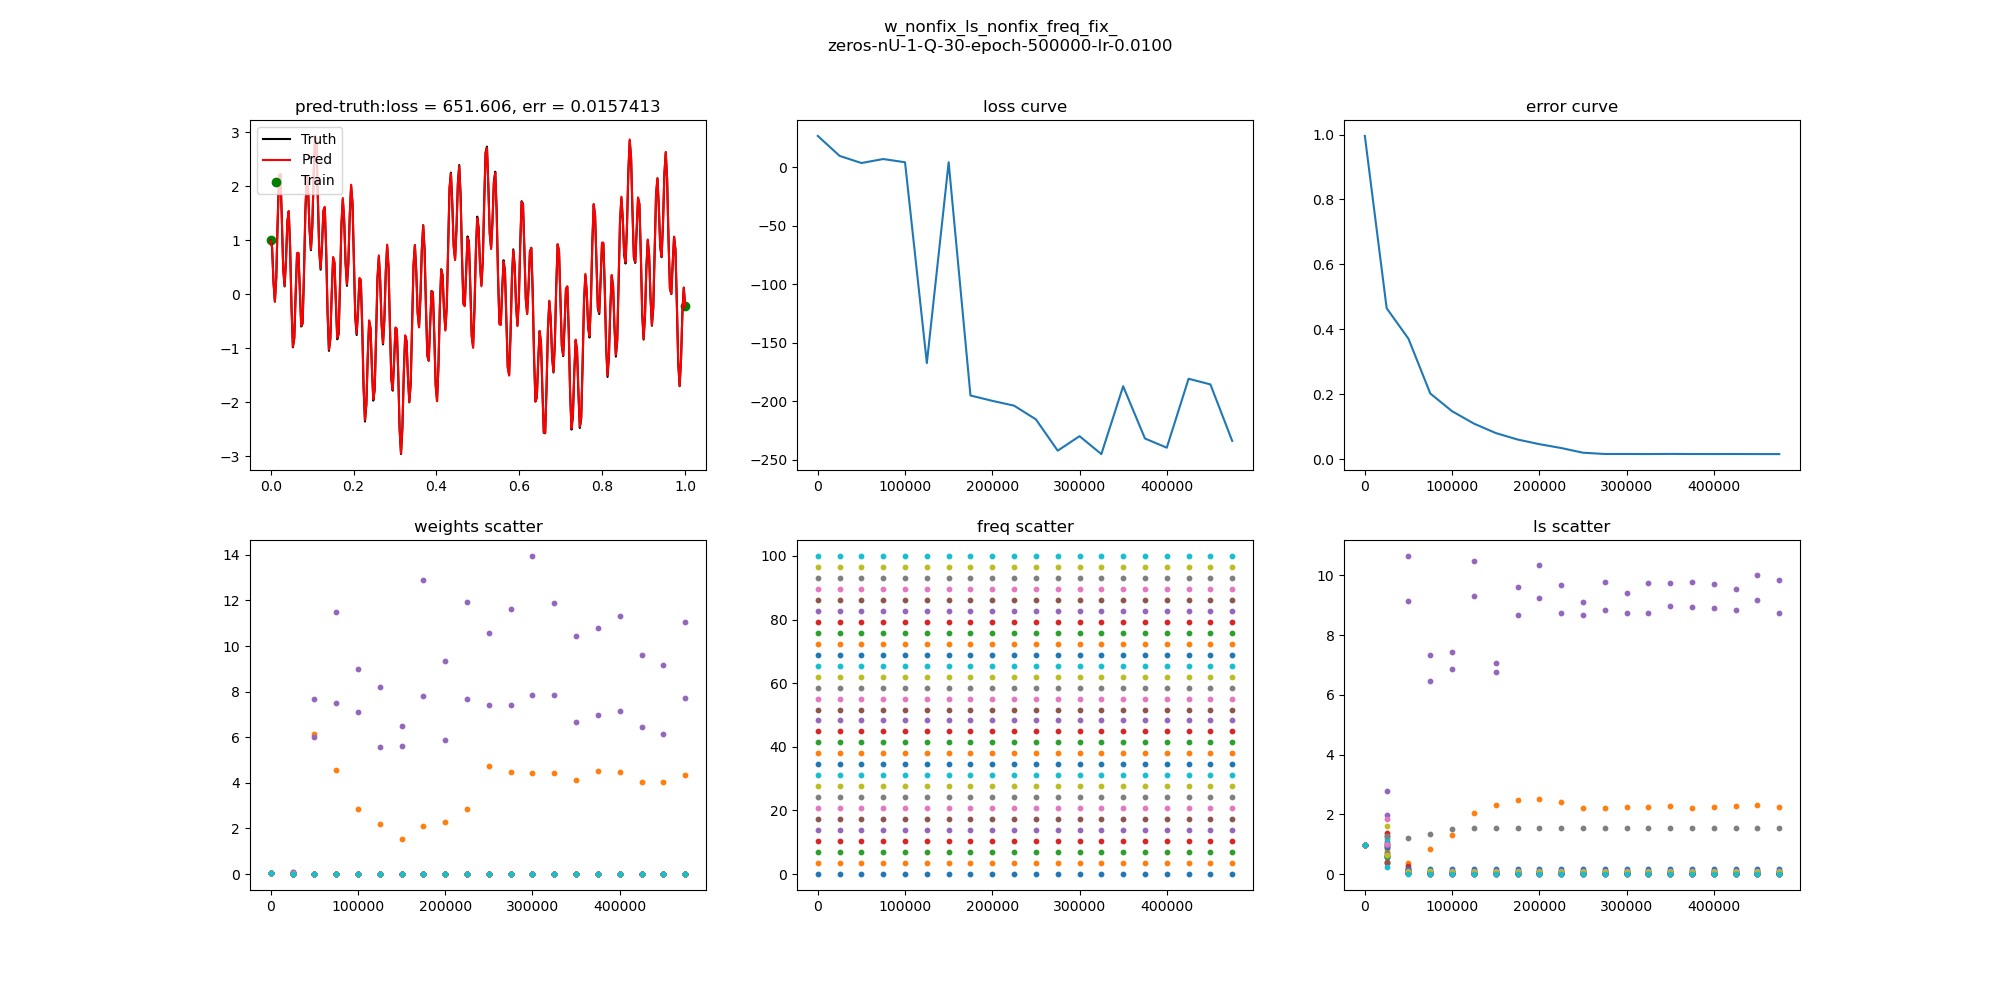 w_nonfix_ls_nonfix_freq_fix_
zeros-nU-1-Q-30-epoch-500000-lr-0.0100
pred-truth:loss = 651.606, err = 0.0157413
3
2
1
0
−1
−2
−3
0.0 0.2 0.4 0.6 0.8 1.0
Truth
Pred
Train
loss curve
0
−50
−100
−150
−200
−250
0 100000 200000 300000 400000
error curve
1.0
0.8
0.6
0.4
0.2
0.0
0 100000 200000 300000 400000
weights scatter
14
12
10
8
6
4
2
0
0 100000 200000 300000 400000
freq scatter
100
80
60
40
20
0
0 100000 200000 300000 400000
ls scatter
10
8
6
4
2
0
0 100000 200000 300000 400000